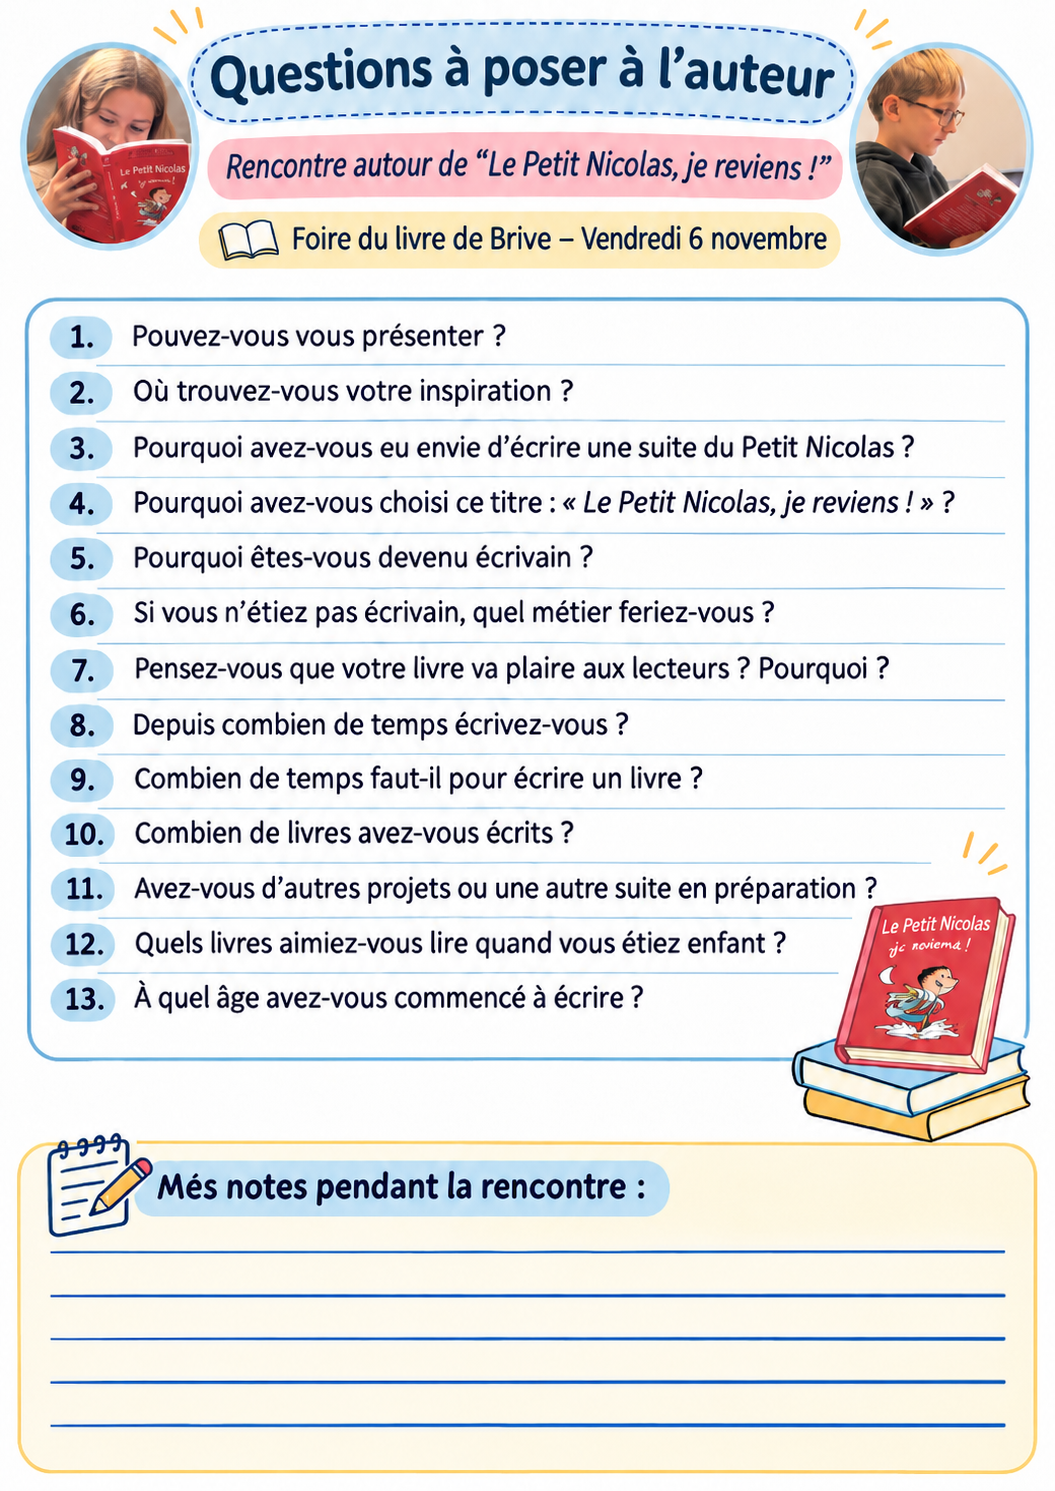 Questions à poser à l’auteur
Rencontre autour de “Le Petit Nicolas, je reviens !”
Foire du livre de Brive – Vendredi 6 novembre
Le Petit Nicolas
1. Pouvez-vous vous présenter ?
2. Où trouvez-vous votre inspiration ?
3. Pourquoi avez-vous eu envie d’écrire une suite du Petit Nicolas ?
4. Pourquoi avez-vous choisi ce titre : « Le Petit Nicolas, je reviens ! » ?
5. Pourquoi êtes-vous devenu écrivain ?
6. Si vous n’étiez pas écrivain, quel métier feriez-vous ?
7. Pensez-vous que votre livre va plaire aux lecteurs ? Pourquoi ?
8. Depuis combien de temps écrivez-vous ?
9. Combien de temps faut-il pour écrire un livre ?
10. Combien de livres avez-vous écrits ?
11. Avez-vous d’autres projets ou une autre suite en préparation ?
12. Quels livres aimiez-vous lire quand vous étiez enfant ?
13. À quel âge avez-vous commencé à écrire ?
Le Petit Nicolas
Més notes pendant la rencontre :